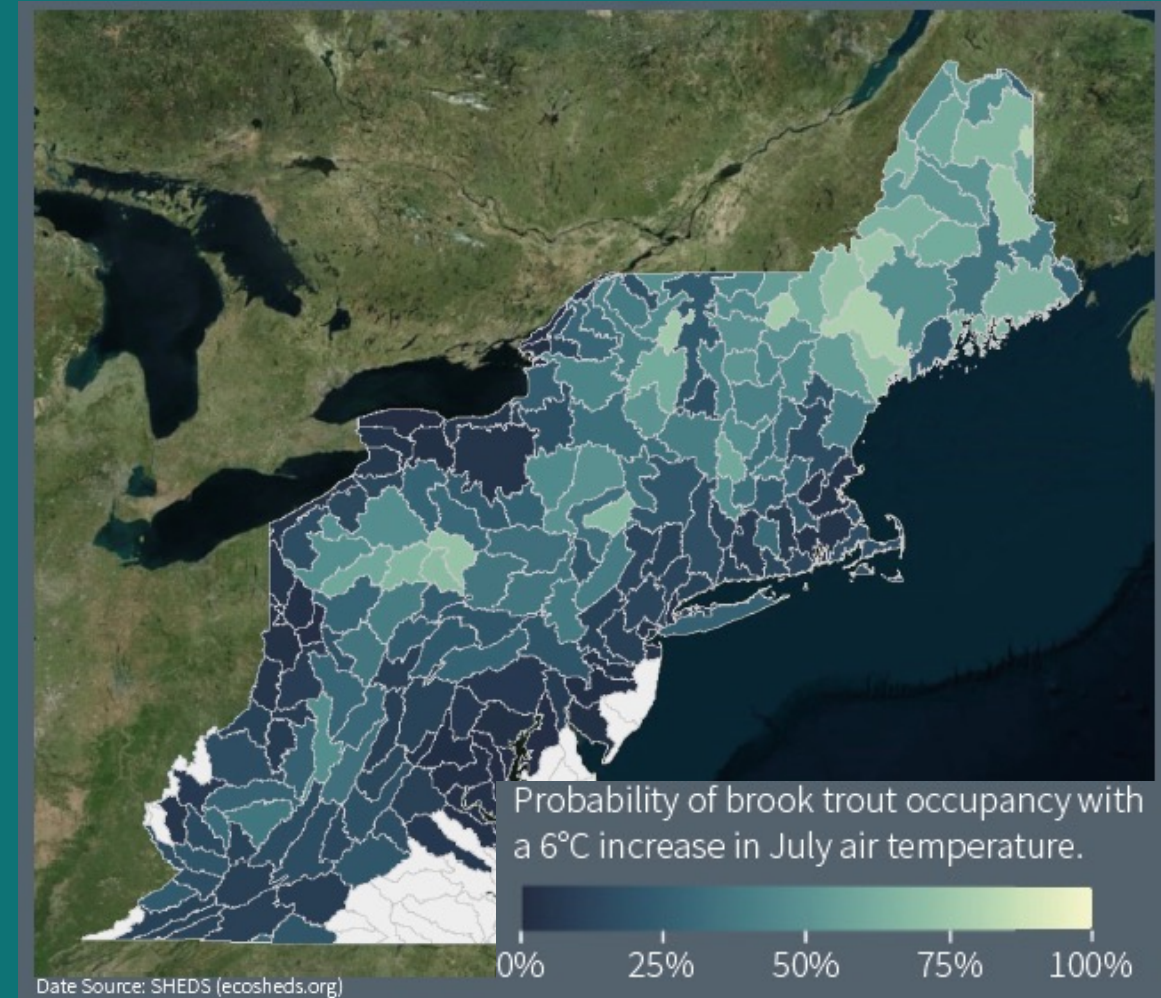 Probability of brook trout occupancy with
a 6°C increase in July air temperature.
0% 25% 50% 75% 100%
Date Source: SHEDS (ecosheds.org)